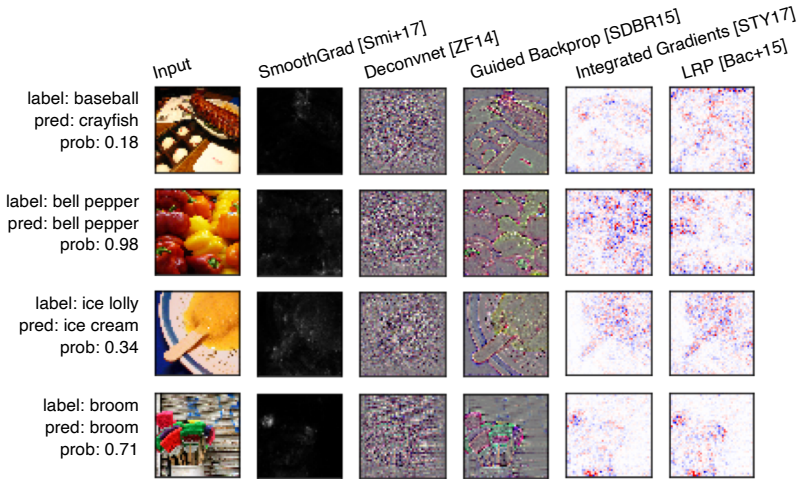 Input
SmoothGrad [Smi+17]
Deconvnet [ZF14]
Guided Backprop [SDBR15]
Integrated Gradients [STY17]
LRP [Bac+15]
label: baseball
pred: crayfish
prob: 0.18
label: bell pepper
pred: bell pepper
prob: 0.98
label: ice lolly
pred: ice cream
prob: 0.34
label: broom
pred: broom
prob: 0.71